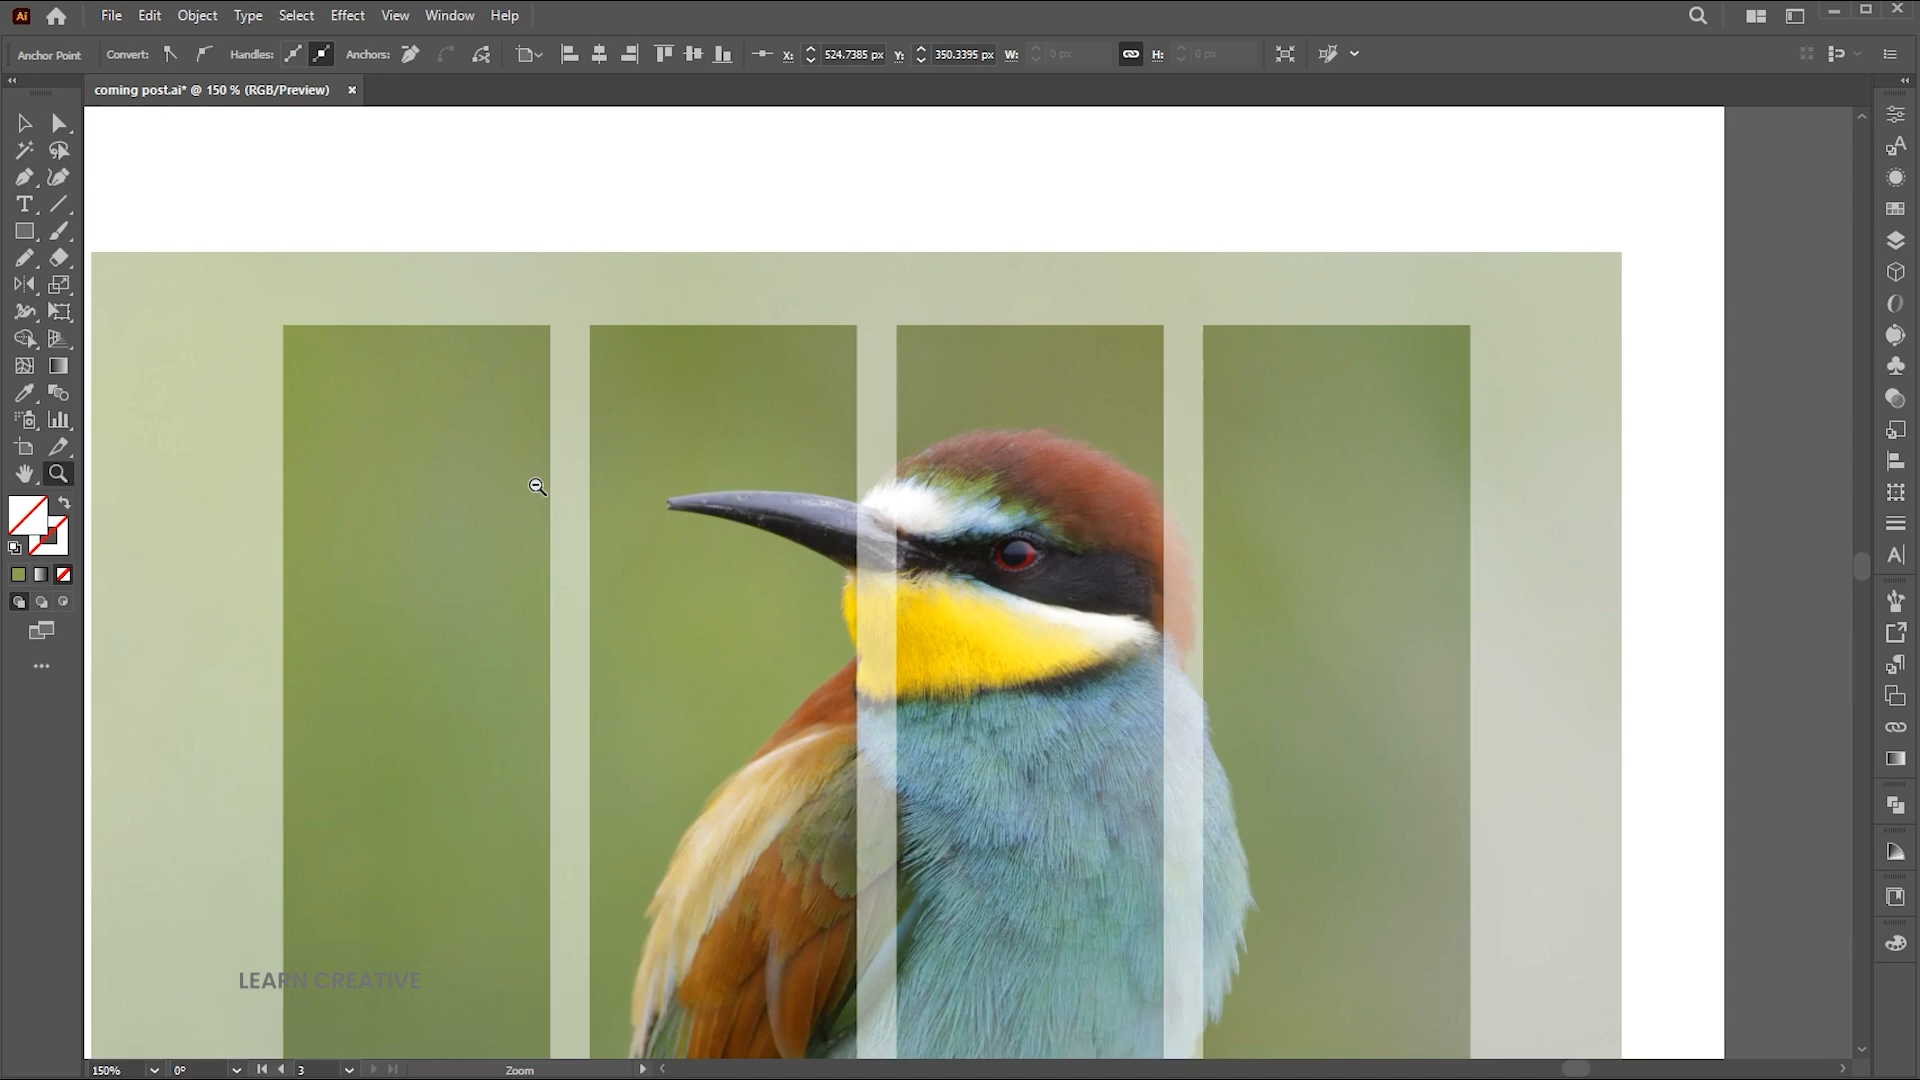 Ai File Edit Object Type Select Effect View Window Help
Anchor Point Convert: Handles: Anchors: X: 524.7385 px Y: 350.3395 px W: 0 px H: 0 px
coming post.ai* @ 150 % (RGB/Preview)
LEARN CREATIVE
150% 0° 3 Zoom